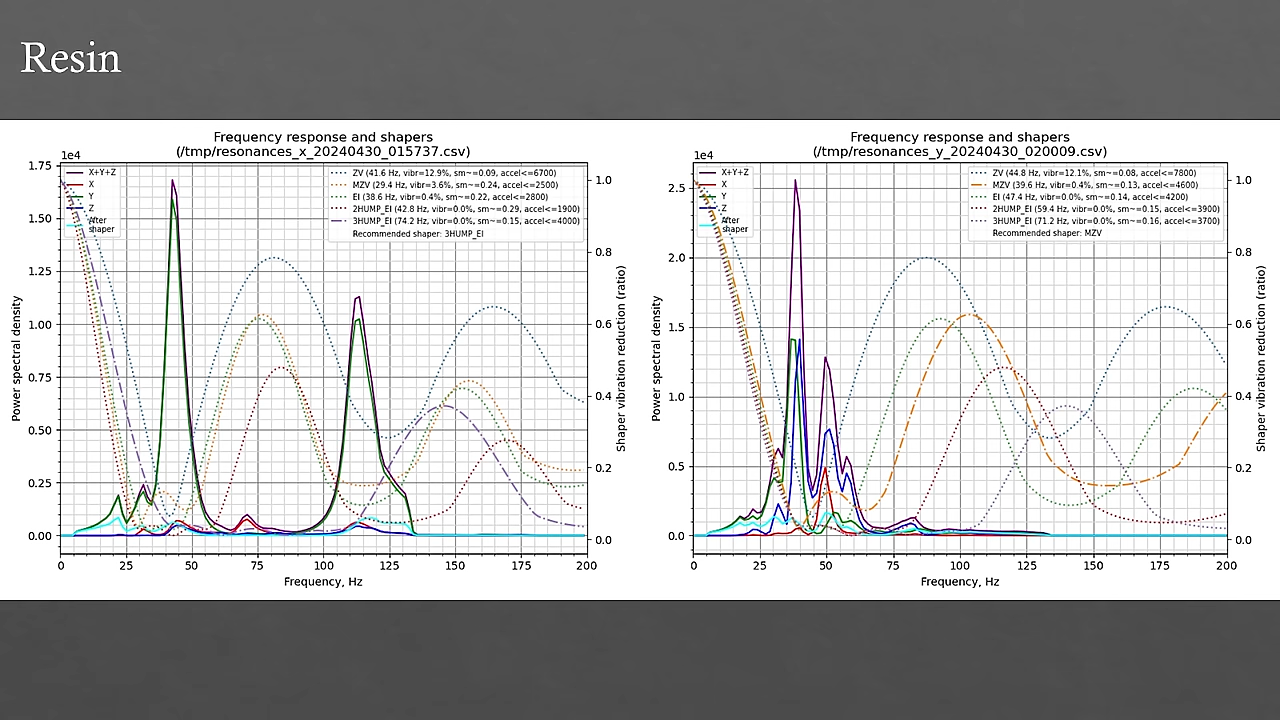 Resin
Frequency response and shapers
(/tmp/resonances_x_20240430_015737.csv)
1e4
X+Y+Z
X
Y
Z
After
shaper
ZV (41.6 Hz, vibr=12.9%, sm~=0.09, accel<=6700)
MZV (29.4 Hz, vibr=3.6%, sm~=0.24, accel<=2500)
EI (38.6 Hz, vibr=0.4%, sm~=0.22, accel<=2800)
2HUMP_EI (42.8 Hz, vibr=0.0%, sm~=0.29, accel<=1900)
3HUMP_EI (74.2 Hz, vibr=0.0%, sm~=0.15, accel<=4000)
Recommended shaper: 3HUMP_EI
1.75
1.50
1.25
1.00
0.75
0.50
0.25
0.00
Power spectral density
1.0
0.8
0.6
0.4
0.2
0.0
Shaper vibration reduction (ratio)
0 25 50 75 100 125 150 175 200
Frequency, Hz
Frequency response and shapers
(/tmp/resonances_y_20240430_020009.csv)
1e4
X+Y+Z
X
Y
Z
After
shaper
ZV (44.8 Hz, vibr=12.1%, sm~=0.08, accel<=7800)
MZV (39.6 Hz, vibr=0.4%, sm~=0.13, accel<=4600)
EI (47.4 Hz, vibr=0.0%, sm~=0.14, accel<=4200)
2HUMP_EI (59.4 Hz, vibr=0.0%, sm~=0.15, accel<=3900)
3HUMP_EI (71.2 Hz, vibr=0.0%, sm~=0.16, accel<=3700)
Recommended shaper: MZV
2.5
2.0
1.5
1.0
0.5
0.0
Power spectral density
1.0
0.8
0.6
0.4
0.2
0.0
Shaper vibration reduction (ratio)
0 25 50 75 100 125 150 175 200
Frequency, Hz